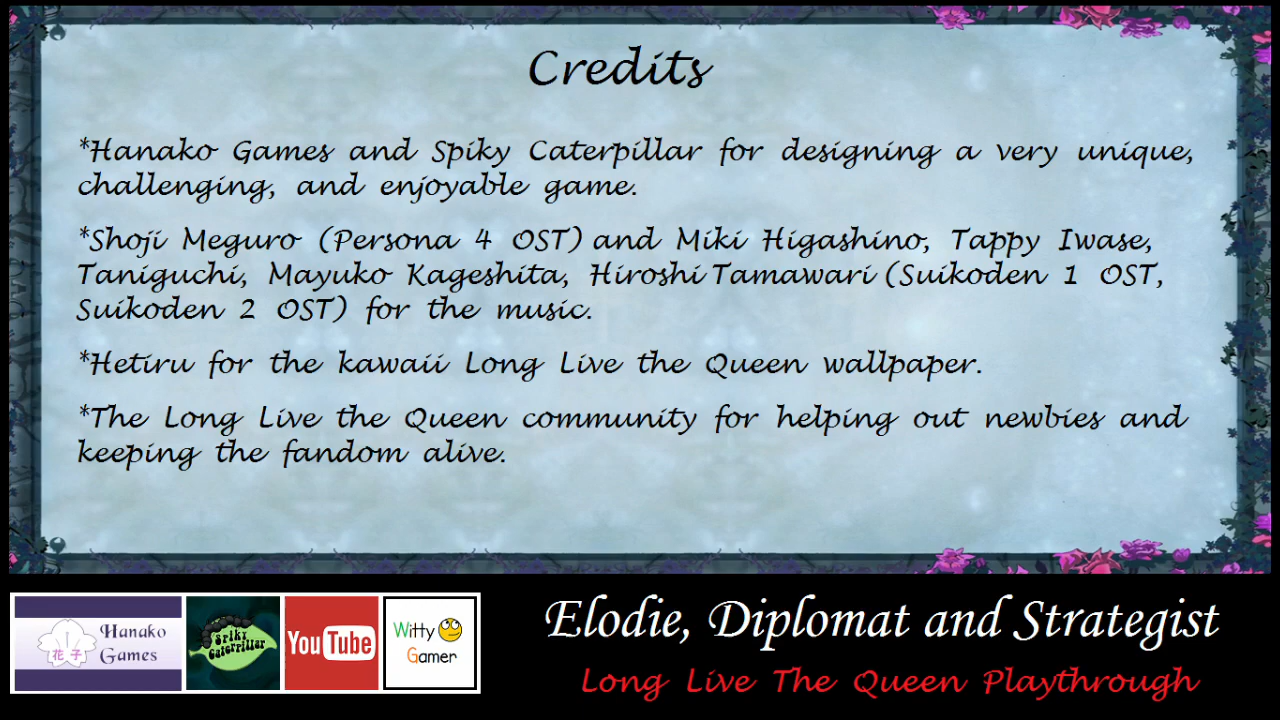 Credits
*Hanako Games and Spiky Caterpillar for designing a very unique,
challenging, and enjoyable game.
*Shoji Meguro (Persona 4 OST) and Miki Higashino, Tappy Iwase,
Taniguchi, Mayuko Kageshita, Hiroshi Tamawari (Suikoden 1 OST,
Suikoden 2 OST) for the music.
*Hetiru for the kawaii Long Live the Queen wallpaper.
*The Long Live the Queen community for helping out newbies and
keeping the fandom alive.
花子
Hanako
Games
Spiky
Caterpillar
YouTube
Witty
Gamer
Elodie, Diplomat and Strategist
Long Live The Queen Playthrough